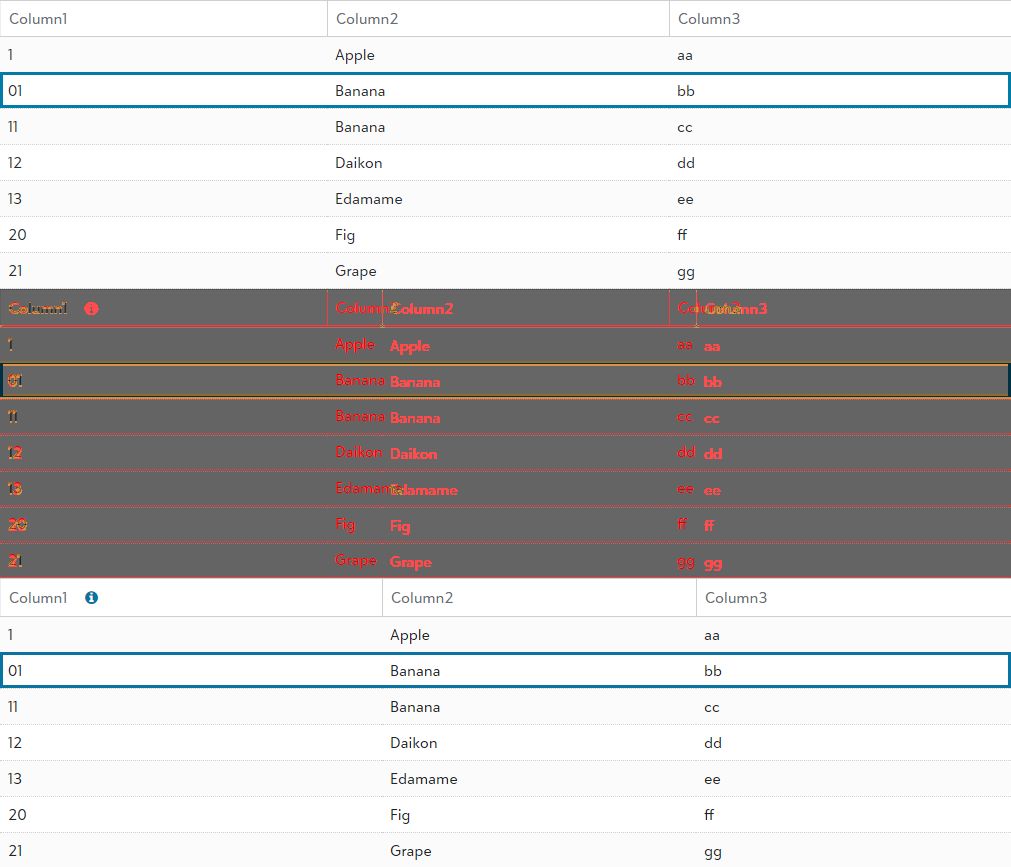 Column1 Column2 Column3
1 Apple aa
01 Banana bb
11 Banana cc
12 Daikon dd
13 Edamame ee
20 Fig ff
21 Grape gg
Column1 Column2 Column2 Column3 Column3
1 Apple Apple aa aa
01 Banana Banana bb bb
11 Banana Banana cc cc
12 Daikon Daikon dd dd
13 Edamame Edamame ee ee
20 Fig Fig ff ff
21 Grape Grape gg gg
Column1 Column2 Column3
1 Apple aa
01 Banana bb
11 Banana cc
12 Daikon dd
13 Edamame ee
20 Fig ff
21 Grape gg